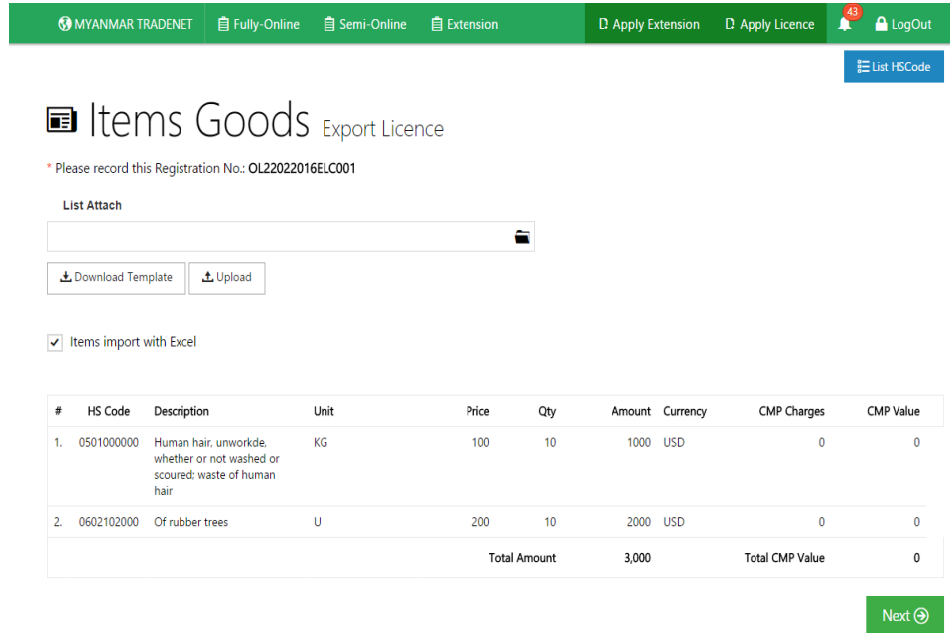 MYANMAR TRADENET Fully-Online Semi-Online Extension Apply Extension Apply Licence 43 LogOut
List HSCode
Items Goods Export Licence
* Please record this Registration No.: OL22022016ELC001
List Attach
Download Template Upload
Items import with Excel
# HS Code Description Unit Price Qty Amount Currency CMP Charges CMP Value
1. 0501000000 Human hair, unworkde, KG 100 10 1000 USD 0 0
whether or not washed or
scoured; waste of human
hair
2. 0602102000 Of rubber trees U 200 10 2000 USD 0 0
Total Amount 3,000 Total CMP Value 0
Next